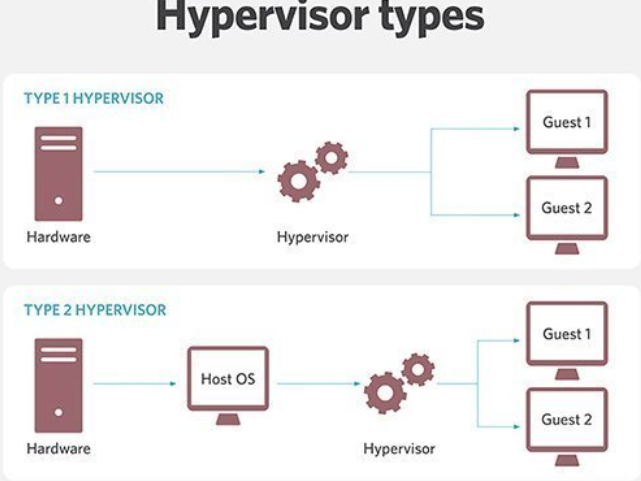 Hypervisor types
TYPE 1 HYPERVISOR
Guest 1
Guest 2
Hardware
Hypervisor
TYPE 2 HYPERVISOR
Guest 1
Host OS
Guest 2
Hardware
Hypervisor